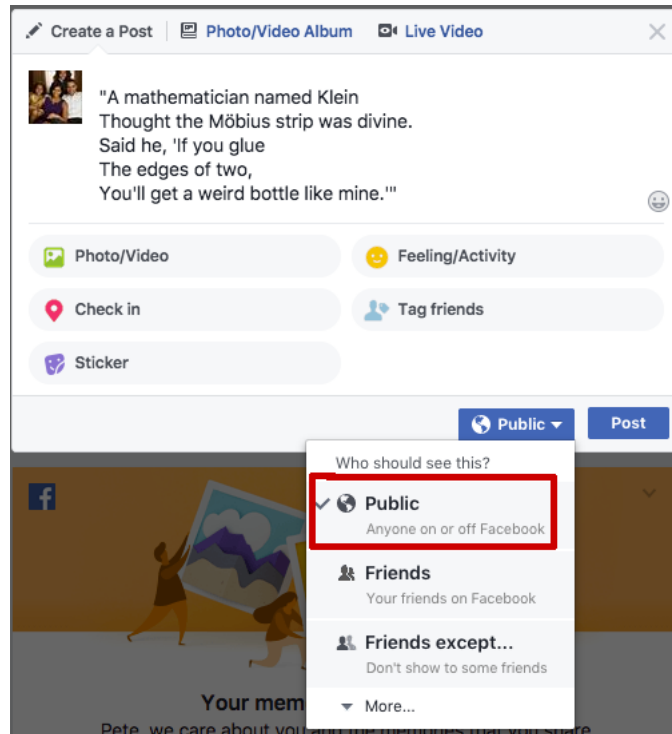 Create a Post
Photo/Video Album
Live Video
"A mathematician named Klein
Thought the Möbius strip was divine.
Said he, 'If you glue
The edges of two,
You'll get a weird bottle like mine.'"
Photo/Video
Feeling/Activity
Check in
Tag friends
Sticker
Public
Post
Who should see this?
Public
Anyone on or off Facebook
Friends
Your friends on Facebook
Friends except...
Don't show to some friends
More...
Your mem
Pete, we care about you and the memories that you share